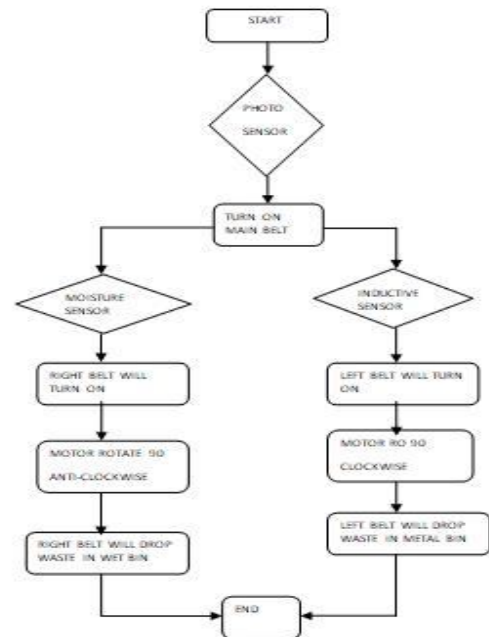 START
PHOTO
SENSOR
TURN ON
MAIN BELT
MOISTURE
SENSOR
RIGHT BELT WILL
TURN ON
MOTOR ROTATE 90
ANTI-CLOCKWISE
RIGHT BELT WILL DROP
WASTE IN WET BIN
INDUCTIVE
SENSOR
LEFT BELT WILL TURN
ON
MOTOR RO 90
CLOCKWISE
LEFT BELT WILL DROP
WASTE IN METAL BIN
END